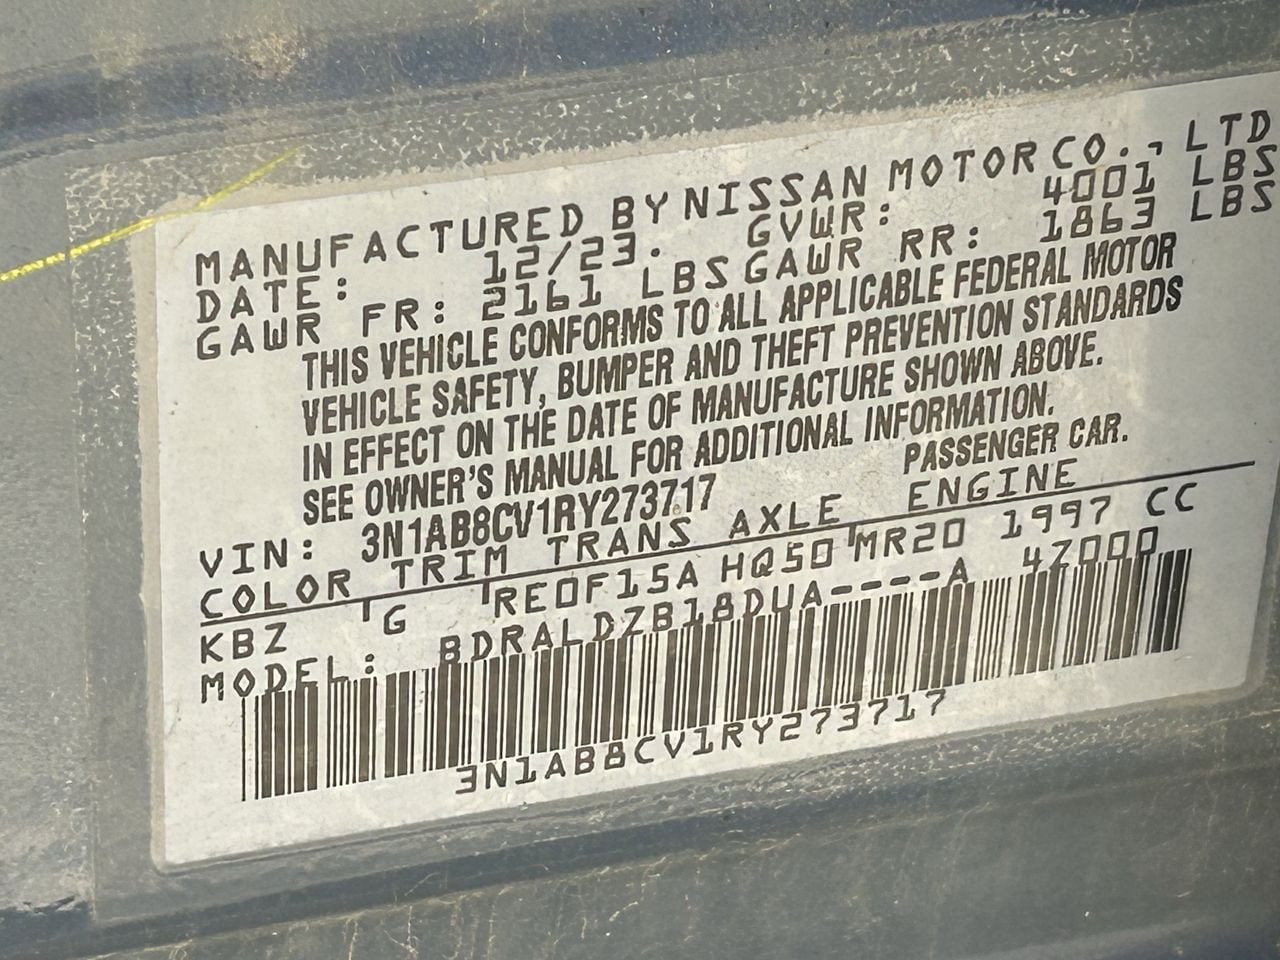 MANUFACTURED BY NISSAN MOTOR CO., LTD
DATE: 12/23. GVWR: 4001 LBS
GAWR FR: 2161 LBS GAWR RR: 1863 LBS
THIS VEHICLE CONFORMS TO ALL APPLICABLE FEDERAL MOTOR
VEHICLE SAFETY, BUMPER AND THEFT PREVENTION STANDARDS
IN EFFECT ON THE DATE OF MANUFACTURE SHOWN ABOVE.
SEE OWNER'S MANUAL FOR ADDITIONAL INFORMATION.
VIN: 3N1AB8CV1RY273717 PASSENGER CAR.
COLOR TRIM TRANS AXLE ENGINE
KBZ G RE0F15A HQ50 MR20 1997 CC
MODEL: BDRALDZB18DUA----A 4Z000
3N1AB8CV1RY273717